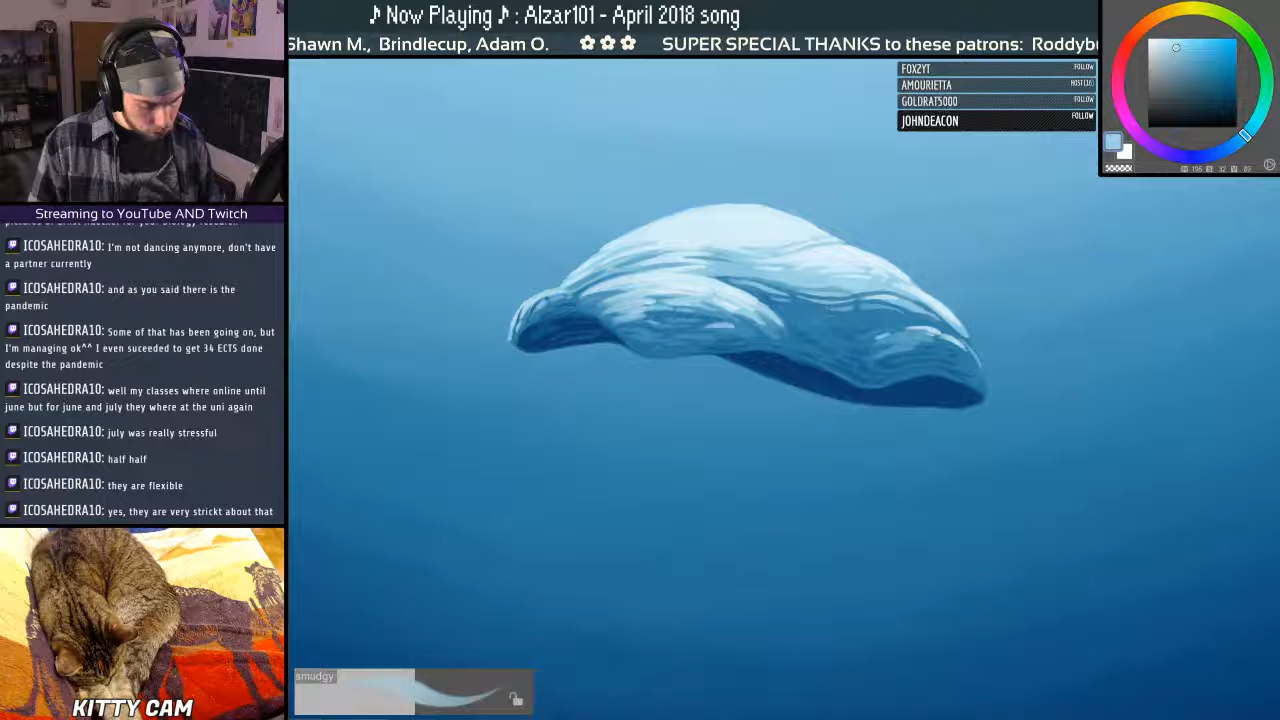 ♪ Now Playing ♪ : Alzar101 - April 2018 song
Shawn M., Brindlecup, Adam O. ✿ ✿ ✿ SUPER SPECIAL THANKS to these patrons: Roddybu
FOXZYT FOLLOW
AMOURIETTA HOST(16)
GOLDRAT5000 FOLLOW
JOHNDEACON FOLLOW
Streaming to YouTube AND Twitch
ICOSAHEDRA10: I'm not dancing anymore, don't have
a partner currently
ICOSAHEDRA10: and as you said there is the
pandemic
ICOSAHEDRA10: Some of that has been going on, but
I'm managing ok^^ I even suceeded to get 34 ECTS done
despite the pandemic
ICOSAHEDRA10: well my classes where online until
june but for june and july they where at the uni again
ICOSAHEDRA10: july was really stressful
ICOSAHEDRA10: half half
ICOSAHEDRA10: they are flexible
ICOSAHEDRA10: yes, they are very strickt about that
smudgy
KITTY CAM